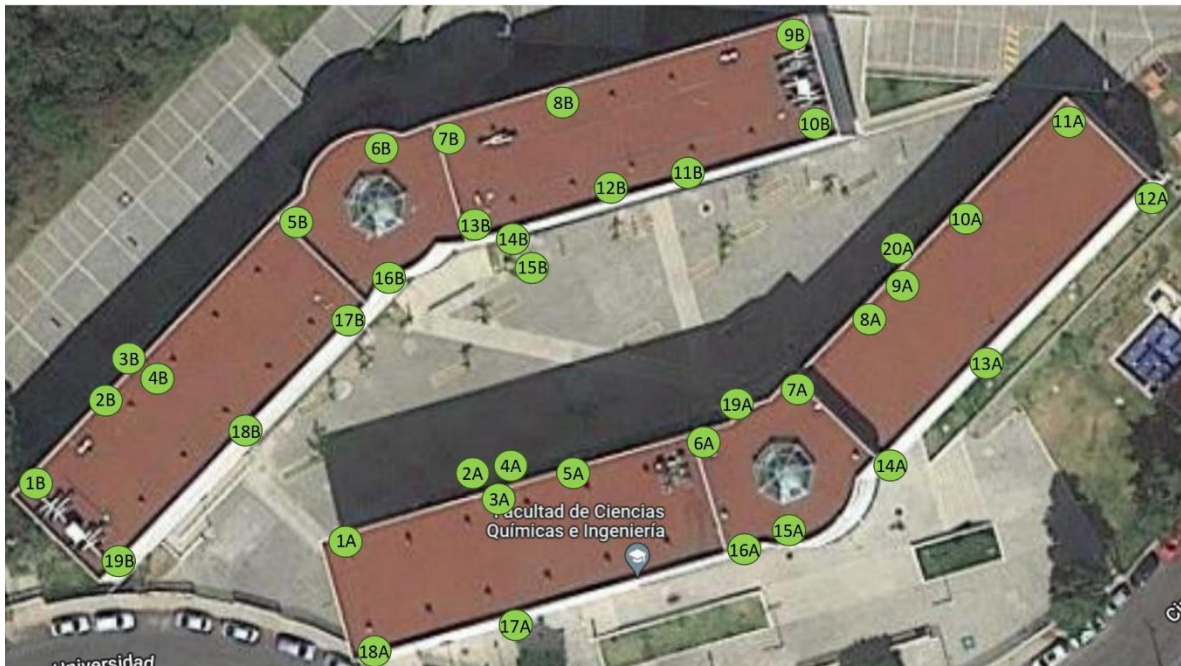 9B
8B
7B
6B
10B
11A
11B
12B
12A
5B
10A
13B
14B
20A
15B
16B
9A
17B
8A
3B
13A
4B
7A
2B
19A
18B
6A
4A
14A
2A
5A
1B
3A
Facultad de Ciencias
Químicas e Ingeniería
15A
1A
16A
19B
17A
18A
Universidad
Ci